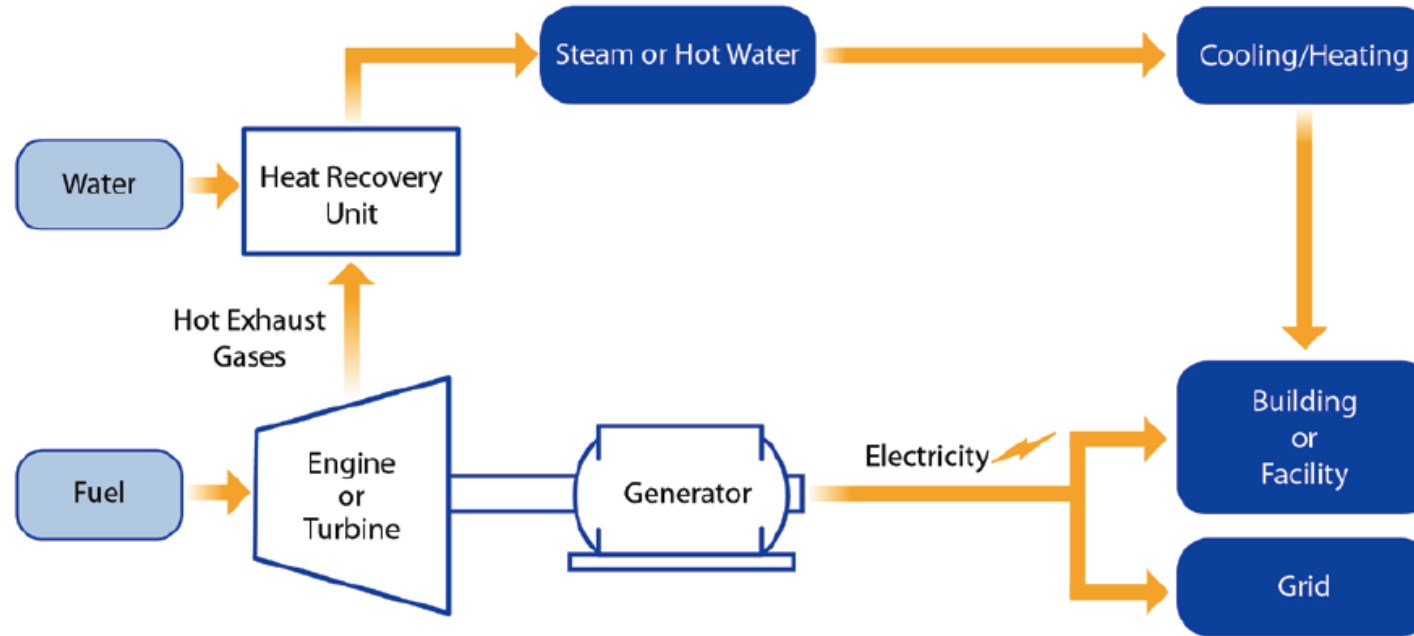 Steam or Hot Water
Cooling/Heating
Water
Heat Recovery
Unit
Hot Exhaust
Gases
Fuel
Engine
or
Turbine
Generator
Electricity
Building
or
Facility
Grid